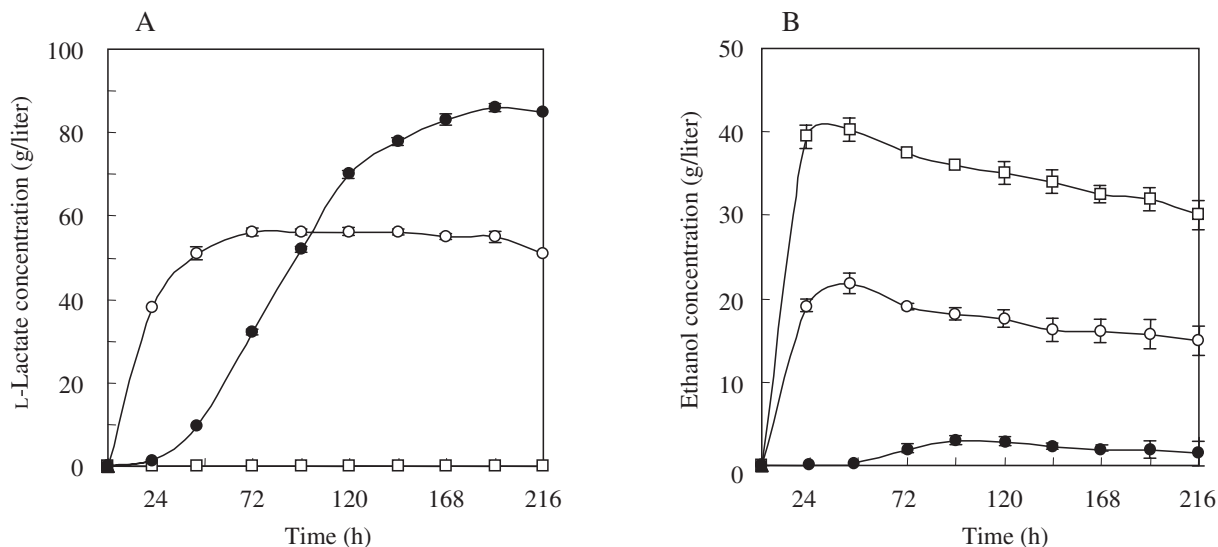 A
100
80
60
40
20
0
24 72 120 168 216
Time (h)
L-Lactate concentration (g/liter)
B
50
40
30
20
10
0
24 72 120 168 216
Time (h)
Ethanol concentration (g/liter)